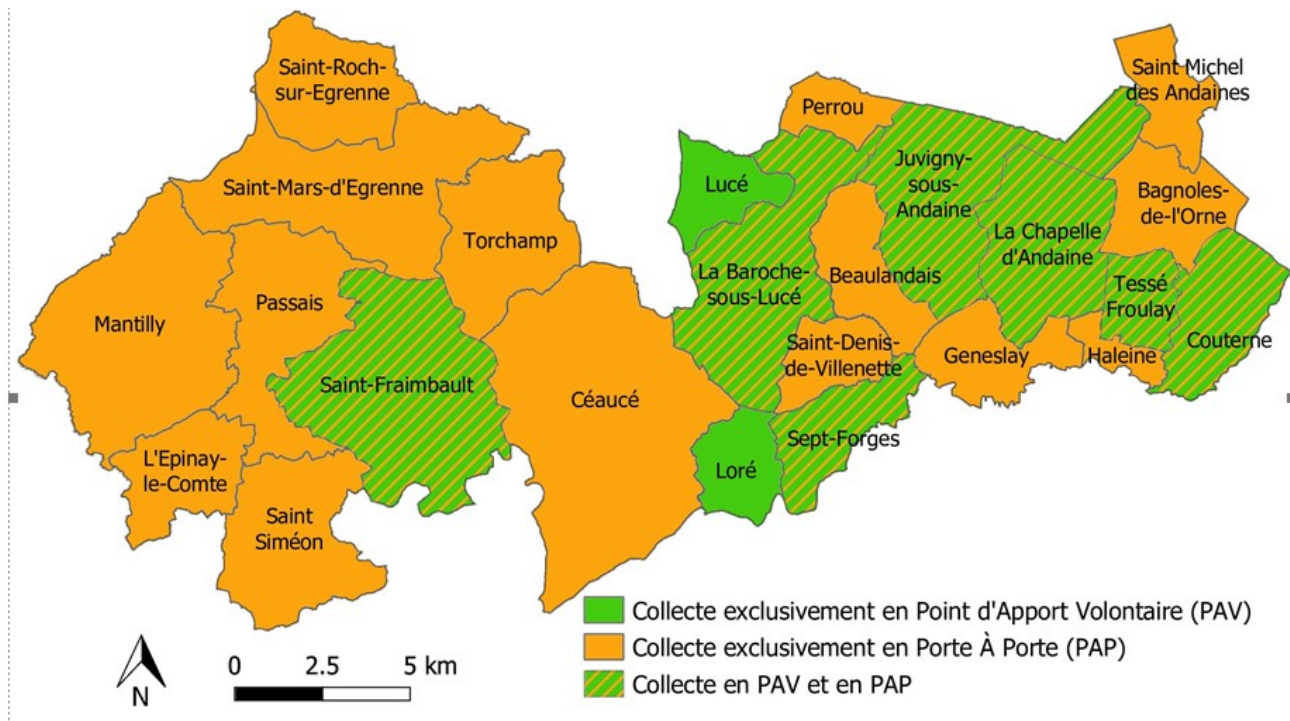 Saint-Roch-
sur-Egrenne
Saint Michel
des Andaines
Perrou
Lucé
Juvigny-
sous-
Andaine
Saint-Mars-d'Egrenne
Bagnoles-
de-l'Orne
Torchamp
La Chapelle
d'Andaine
La Baroche-
sous-Lucé
Beaulandais
Tessé
Froulay
Passais
Mantilly
Couterne
Saint-Denis-
de-Villenette
Geneslay
Haleine
Saint-Fraimbault
Céaucé
Sept-Forges
L'Epinay-
le-Comte
Loré
Saint
Siméon
Collecte exclusivement en Point d'Apport Volontaire (PAV)
Collecte exclusivement en Porte À Porte (PAP)
Collecte en PAV et en PAP
N
0 2.5 5 km